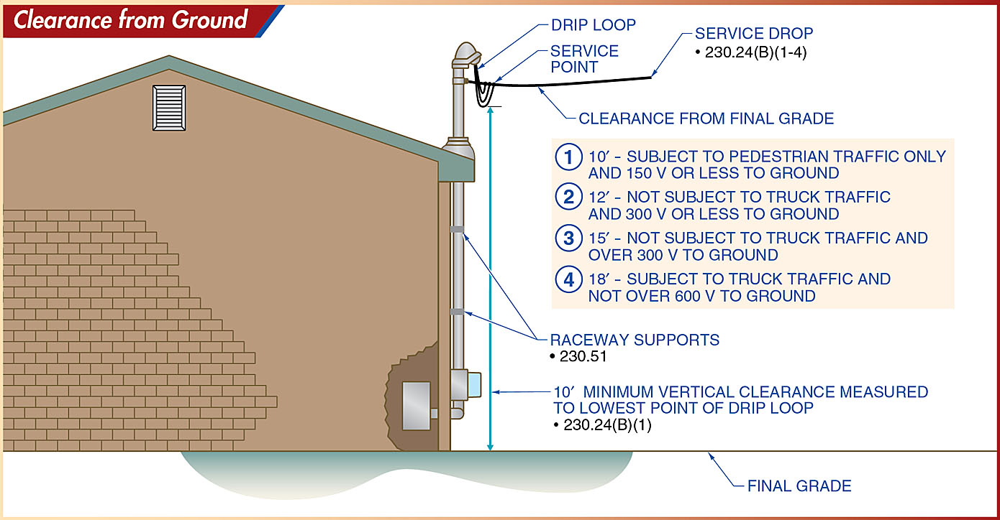 Clearance from Ground
DRIP LOOP
SERVICE
POINT
SERVICE DROP
• 230.24(B)(1-4)
CLEARANCE FROM FINAL GRADE
1 10′ - SUBJECT TO PEDESTRIAN TRAFFIC ONLY
AND 150 V OR LESS TO GROUND
2 12′ - NOT SUBJECT TO TRUCK TRAFFIC
AND 300 V OR LESS TO GROUND
3 15′ - NOT SUBJECT TO TRUCK TRAFFIC AND
OVER 300 V TO GROUND
4 18′ - SUBJECT TO TRUCK TRAFFIC AND
NOT OVER 600 V TO GROUND
RACEWAY SUPPORTS
• 230.51
10′ MINIMUM VERTICAL CLEARANCE MEASURED
TO LOWEST POINT OF DRIP LOOP
• 230.24(B)(1)
FINAL GRADE